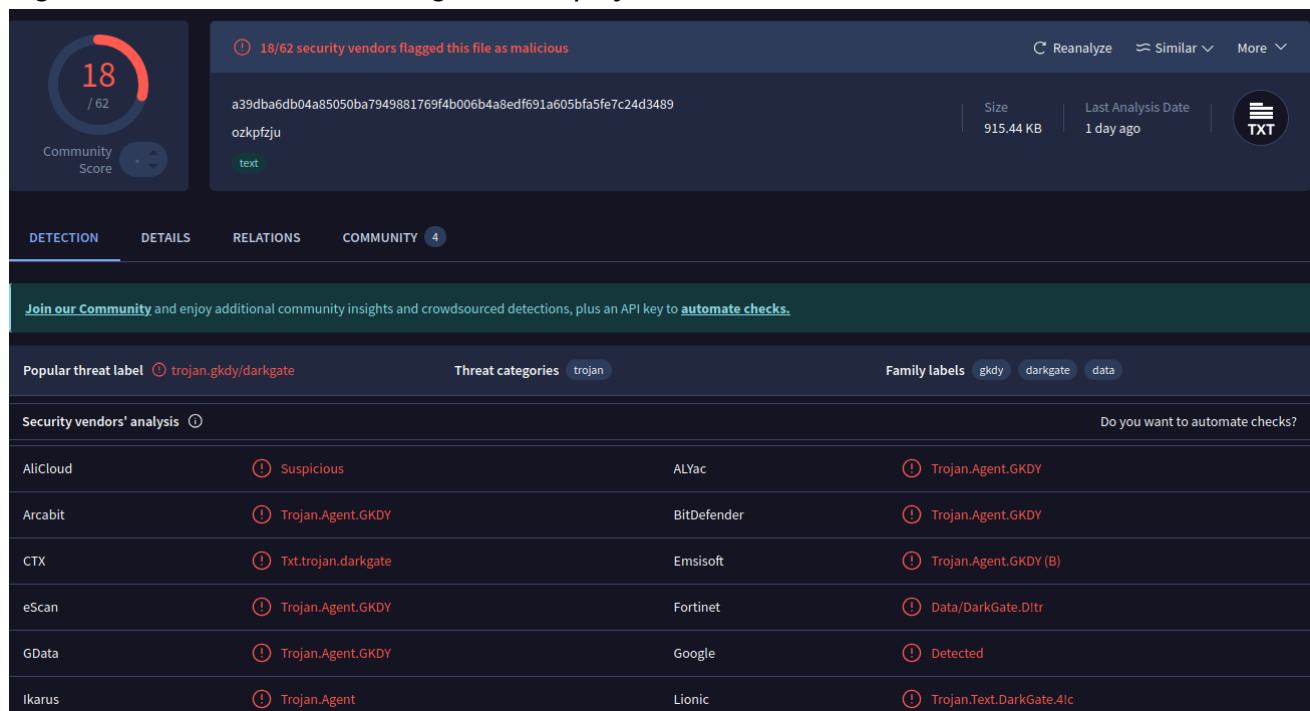 18
/ 62
Community
Score
18/62 security vendors flagged this file as malicious
Reanalyze
Similar
More
a39dba6db04a85050ba7949881769f4b006b4a8edf691a605bfa5fe7c24d3489
ozkpfzju
text
Size
915.44 KB
Last Analysis Date
1 day ago
TXT
DETECTION
DETAILS
RELATIONS
COMMUNITY 4
Join our Community and enjoy additional community insights and crowdsourced detections, plus an API key to automate checks.
Popular threat label trojan.gkdy/darkgate
Threat categories trojan
Family labels gkdy darkgate data
Security vendors' analysis
Do you want to automate checks?
AliCloud Suspicious ALYac Trojan.Agent.GKDY
Arcabit Trojan.Agent.GKDY BitDefender Trojan.Agent.GKDY
CTX Txt.trojan.darkgate Emsisoft Trojan.Agent.GKDY (B)
eScan Trojan.Agent.GKDY Fortinet Data/DarkGate.D!tr
GData Trojan.Agent.GKDY Google Detected
Ikarus Trojan.Agent Lionic Trojan.Text.DarkGate.4!c